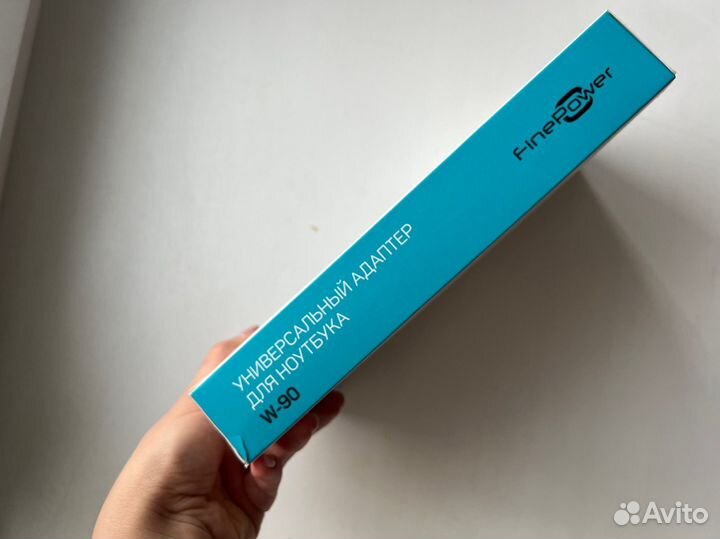 FinePower
УНИВЕРСАЛЬНЫЙ АДАПТЕР
ДЛЯ НОУТБУКА
W-90
Avito